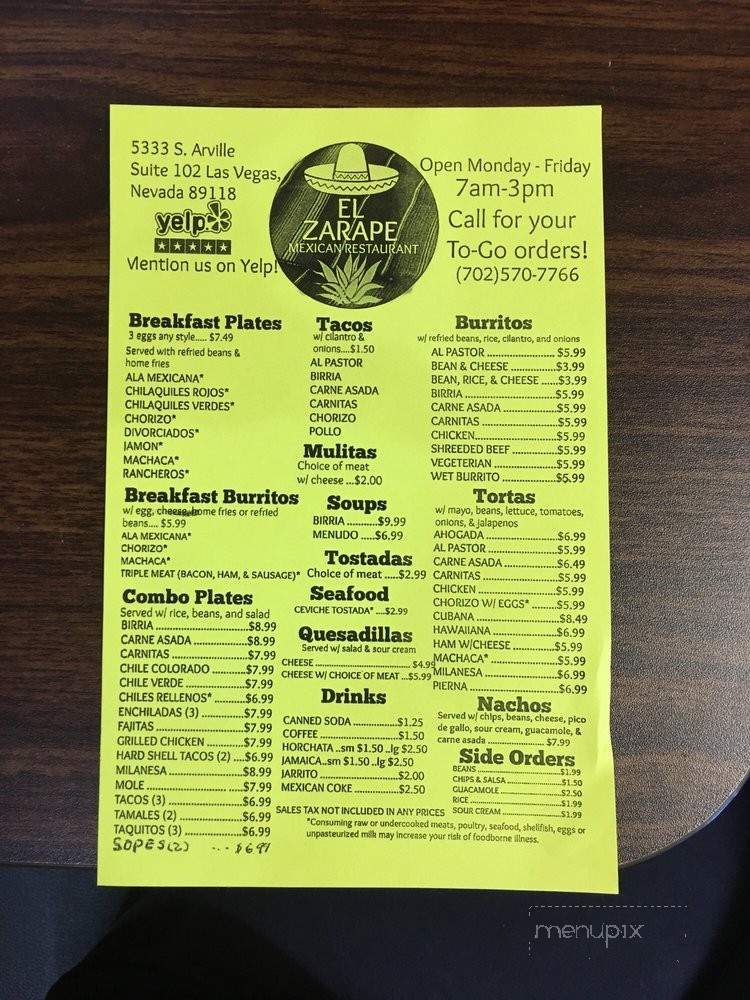 5333 S. Arville
Suite 102 Las Vegas,
Nevada 89118
yelp
Mention us on Yelp!
EL
ZARAPE
MEXICAN RESTAURANT
Open Monday - Friday
7am-3pm
Call for your
To-Go orders!
(702)570-7766
Breakfast Plates
3 eggs any style..... $7.49
Served with refried beans &
home fries
ALA MEXICANA*
CHILAQUILES ROJOS*
CHILAQUILES VERDES*
CHORIZO*
DIVORCIADOS*
JAMON*
MACHACA*
RANCHEROS*
Breakfast Burritos
w/ egg, cheese, home fries or refried
beans.... $5.99
ALA MEXICANA*
CHORIZO*
MACHACA*
TRIPLE MEAT (BACON, HAM, & SAUSAGE)*
Combo Plates
Served w/ rice, beans, and salad
BIRRIA ..............................$8.99
CARNE ASADA .....................$8.99
CARNITAS .........................$7.99
CHILE COLORADO ...............$7.99
CHILE VERDE .....................$7.99
CHILES RELLENOS* ..............$6.99
ENCHILADAS (3) .................$7.99
FAJITAS ............................$7.99
GRILLED CHICKEN ................$7.99
HARD SHELL TACOS (2) ....$6.99
MILANESA .........................$8.99
MOLE ...............................$7.99
TACOS (3) .........................$6.99
TAMALES (2) ......................$6.99
TAQUITOS (3) .....................$6.99
SOPES(2) ... $6.99
Tacos
w/ cilantro &
onions....$1.50
AL PASTOR
BIRRIA
CARNE ASADA
CARNITAS
CHORIZO
POLLO
Mulitas
Choice of meat
w/ cheese ...$2.00
Soups
BIRRIA ...........$9.99
MENUDO .....$6.99
Tostadas
Choice of meat .....$2.99
Seafood
CEVICHE TOSTADA* ....$2.99
Quesadillas
Served w/ salad & sour cream
CHEESE ................................ $4.99
CHEESE W/ CHOICE OF MEAT ...$5.99
Drinks
CANNED SODA ...................$1.25
COFFEE ..............................$1.50
HORCHATA ..sm $1.50 ..lg $2.50
JAMAICA..sm $1.50 ..lg $2.50
JARRITO .............................$2.00
MEXICAN COKE ..................$2.50
Burritos
w/ refried beans, rice, cilantro, and onions
AL PASTOR ..........................$5.99
BEAN & CHEESE ...................$3.99
BEAN, RICE, & CHEESE ......$3.99
BIRRIA ................................$5.99
CARNE ASADA .....................$5.99
CARNITAS ...........................$5.99
CHICKEN.............................$5.99
SHREEDED BEEF ..................$5.99
VEGETERIAN .......................$5.99
WET BURRITO .....................$5.99
Tortas
w/ mayo, beans, lettuce, tomatoes,
onions, & jalapenos
AHOGADA ..........................$6.99
AL PASTOR .........................$5.99
CARNE ASADA ....................$6.49
CARNITAS ..........................$5.99
CHICKEN ...........................$5.99
CHORIZO W/ EGGS* ............$5.99
CUBANA ............................$8.49
HAWAIIANA .......................$6.99
HAM W/CHEESE .................$5.99
MACHACA* ........................$5.99
MILANESA .........................$6.99
PIERNA .............................$6.99
Nachos
Served w/ chips, beans, cheese, pico
de gallo, sour cream, guacamole, &
carne asada ...................... $7.99
Side Orders
BEANS ................................$1.99
CHIPS & SALSA .....................$1.50
GUACAMOLE .......................$2.50
RICE ...................................$1.99
SOUR CREAM ......................$1.99
SALES TAX NOT INCLUDED IN ANY PRICES
*Consuming raw or undercooked meats, poultry, seafood, shellfish, eggs or
unpasteurized milk may increase your risk of foodborne illness.
menupix